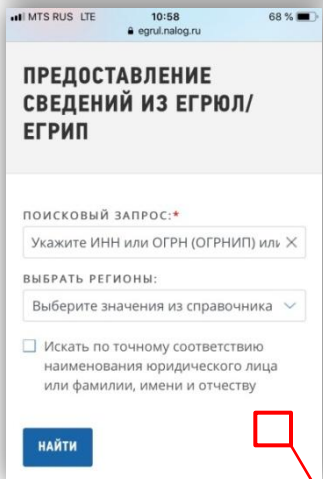 MTS RUS LTE 10:58 68 %
egrul.nalog.ru
ПРЕДОСТАВЛЕНИЕ
СВЕДЕНИЙ ИЗ ЕГРЮЛ/
ЕГРИП
ПОИСКОВЫЙ ЗАПРОС:*
Укажите ИНН или ОГРН (ОГРНИП) или
ВЫБРАТЬ РЕГИОНЫ:
Выберите значения из справочника
Искать по точному соответствию
наименования юридического лица
или фамилии, имени и отчеству
НАЙТИ